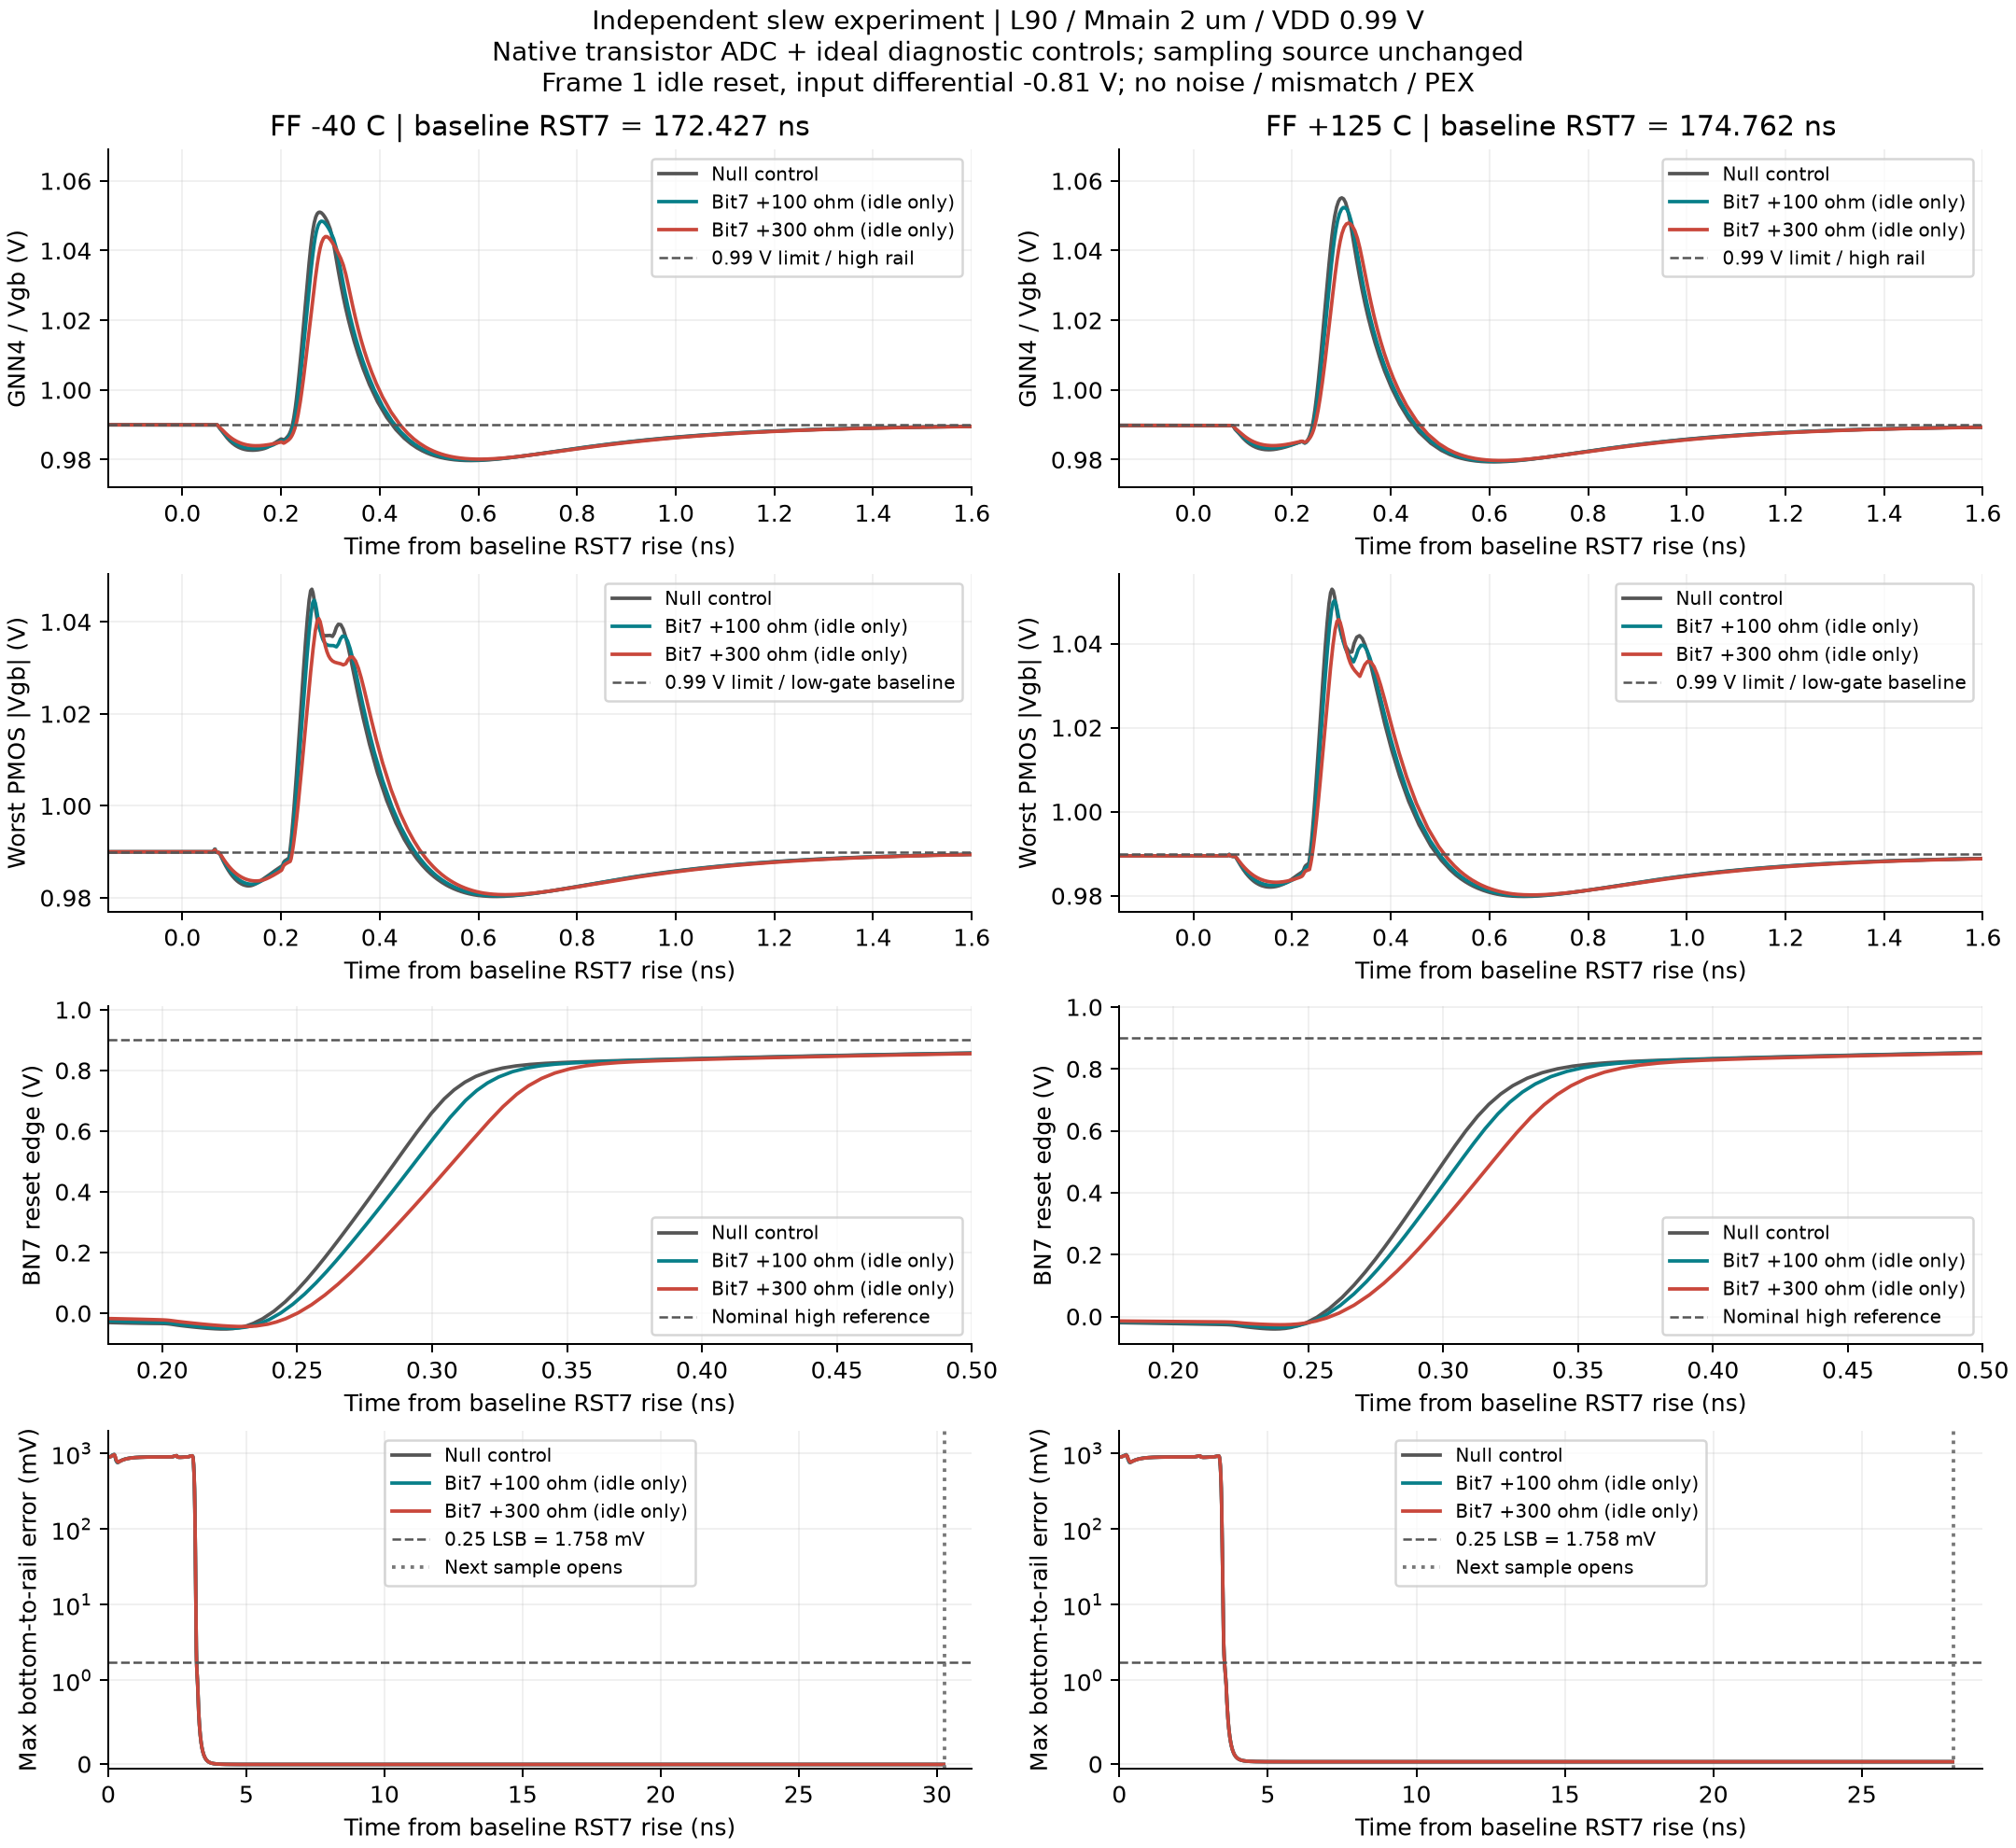 Independent slew experiment | L90 / Mmain 2 um / VDD 0.99 V
Native transistor ADC + ideal diagnostic controls; sampling source unchanged
Frame 1 idle reset, input differential -0.81 V; no noise / mismatch / PEX
FF -40 C | baseline RST7 = 172.427 ns
GNN4 / Vgb (V)
1.06
1.04
1.02
1.00
0.98
Null control
Bit7 +100 ohm (idle only)
Bit7 +300 ohm (idle only)
0.99 V limit / high rail
0.0 0.2 0.4 0.6 0.8 1.0 1.2 1.4 1.6
Time from baseline RST7 rise (ns)
FF +125 C | baseline RST7 = 174.762 ns
GNN4 / Vgb (V)
1.06
1.04
1.02
1.00
0.98
Null control
Bit7 +100 ohm (idle only)
Bit7 +300 ohm (idle only)
0.99 V limit / high rail
0.0 0.2 0.4 0.6 0.8 1.0 1.2 1.4 1.6
Time from baseline RST7 rise (ns)
Worst PMOS |Vgb| (V)
1.04
1.02
1.00
0.98
Null control
Bit7 +100 ohm (idle only)
Bit7 +300 ohm (idle only)
0.99 V limit / low-gate baseline
0.0 0.2 0.4 0.6 0.8 1.0 1.2 1.4 1.6
Time from baseline RST7 rise (ns)
Worst PMOS |Vgb| (V)
1.04
1.02
1.00
0.98
Null control
Bit7 +100 ohm (idle only)
Bit7 +300 ohm (idle only)
0.99 V limit / low-gate baseline
0.0 0.2 0.4 0.6 0.8 1.0 1.2 1.4 1.6
Time from baseline RST7 rise (ns)
BN7 reset edge (V)
1.0
0.8
0.6
0.4
0.2
0.0
Null control
Bit7 +100 ohm (idle only)
Bit7 +300 ohm (idle only)
Nominal high reference
0.20 0.25 0.30 0.35 0.40 0.45 0.50
Time from baseline RST7 rise (ns)
BN7 reset edge (V)
1.0
0.8
0.6
0.4
0.2
0.0
Null control
Bit7 +100 ohm (idle only)
Bit7 +300 ohm (idle only)
Nominal high reference
0.20 0.25 0.30 0.35 0.40 0.45 0.50
Time from baseline RST7 rise (ns)
Max bottom-to-rail error (mV)
10³
10²
10¹
10⁰
0
Null control
Bit7 +100 ohm (idle only)
Bit7 +300 ohm (idle only)
0.25 LSB = 1.758 mV
Next sample opens
0 5 10 15 20 25 30
Time from baseline RST7 rise (ns)
Max bottom-to-rail error (mV)
10³
10²
10¹
10⁰
0
Null control
Bit7 +100 ohm (idle only)
Bit7 +300 ohm (idle only)
0.25 LSB = 1.758 mV
Next sample opens
0 5 10 15 20 25
Time from baseline RST7 rise (ns)